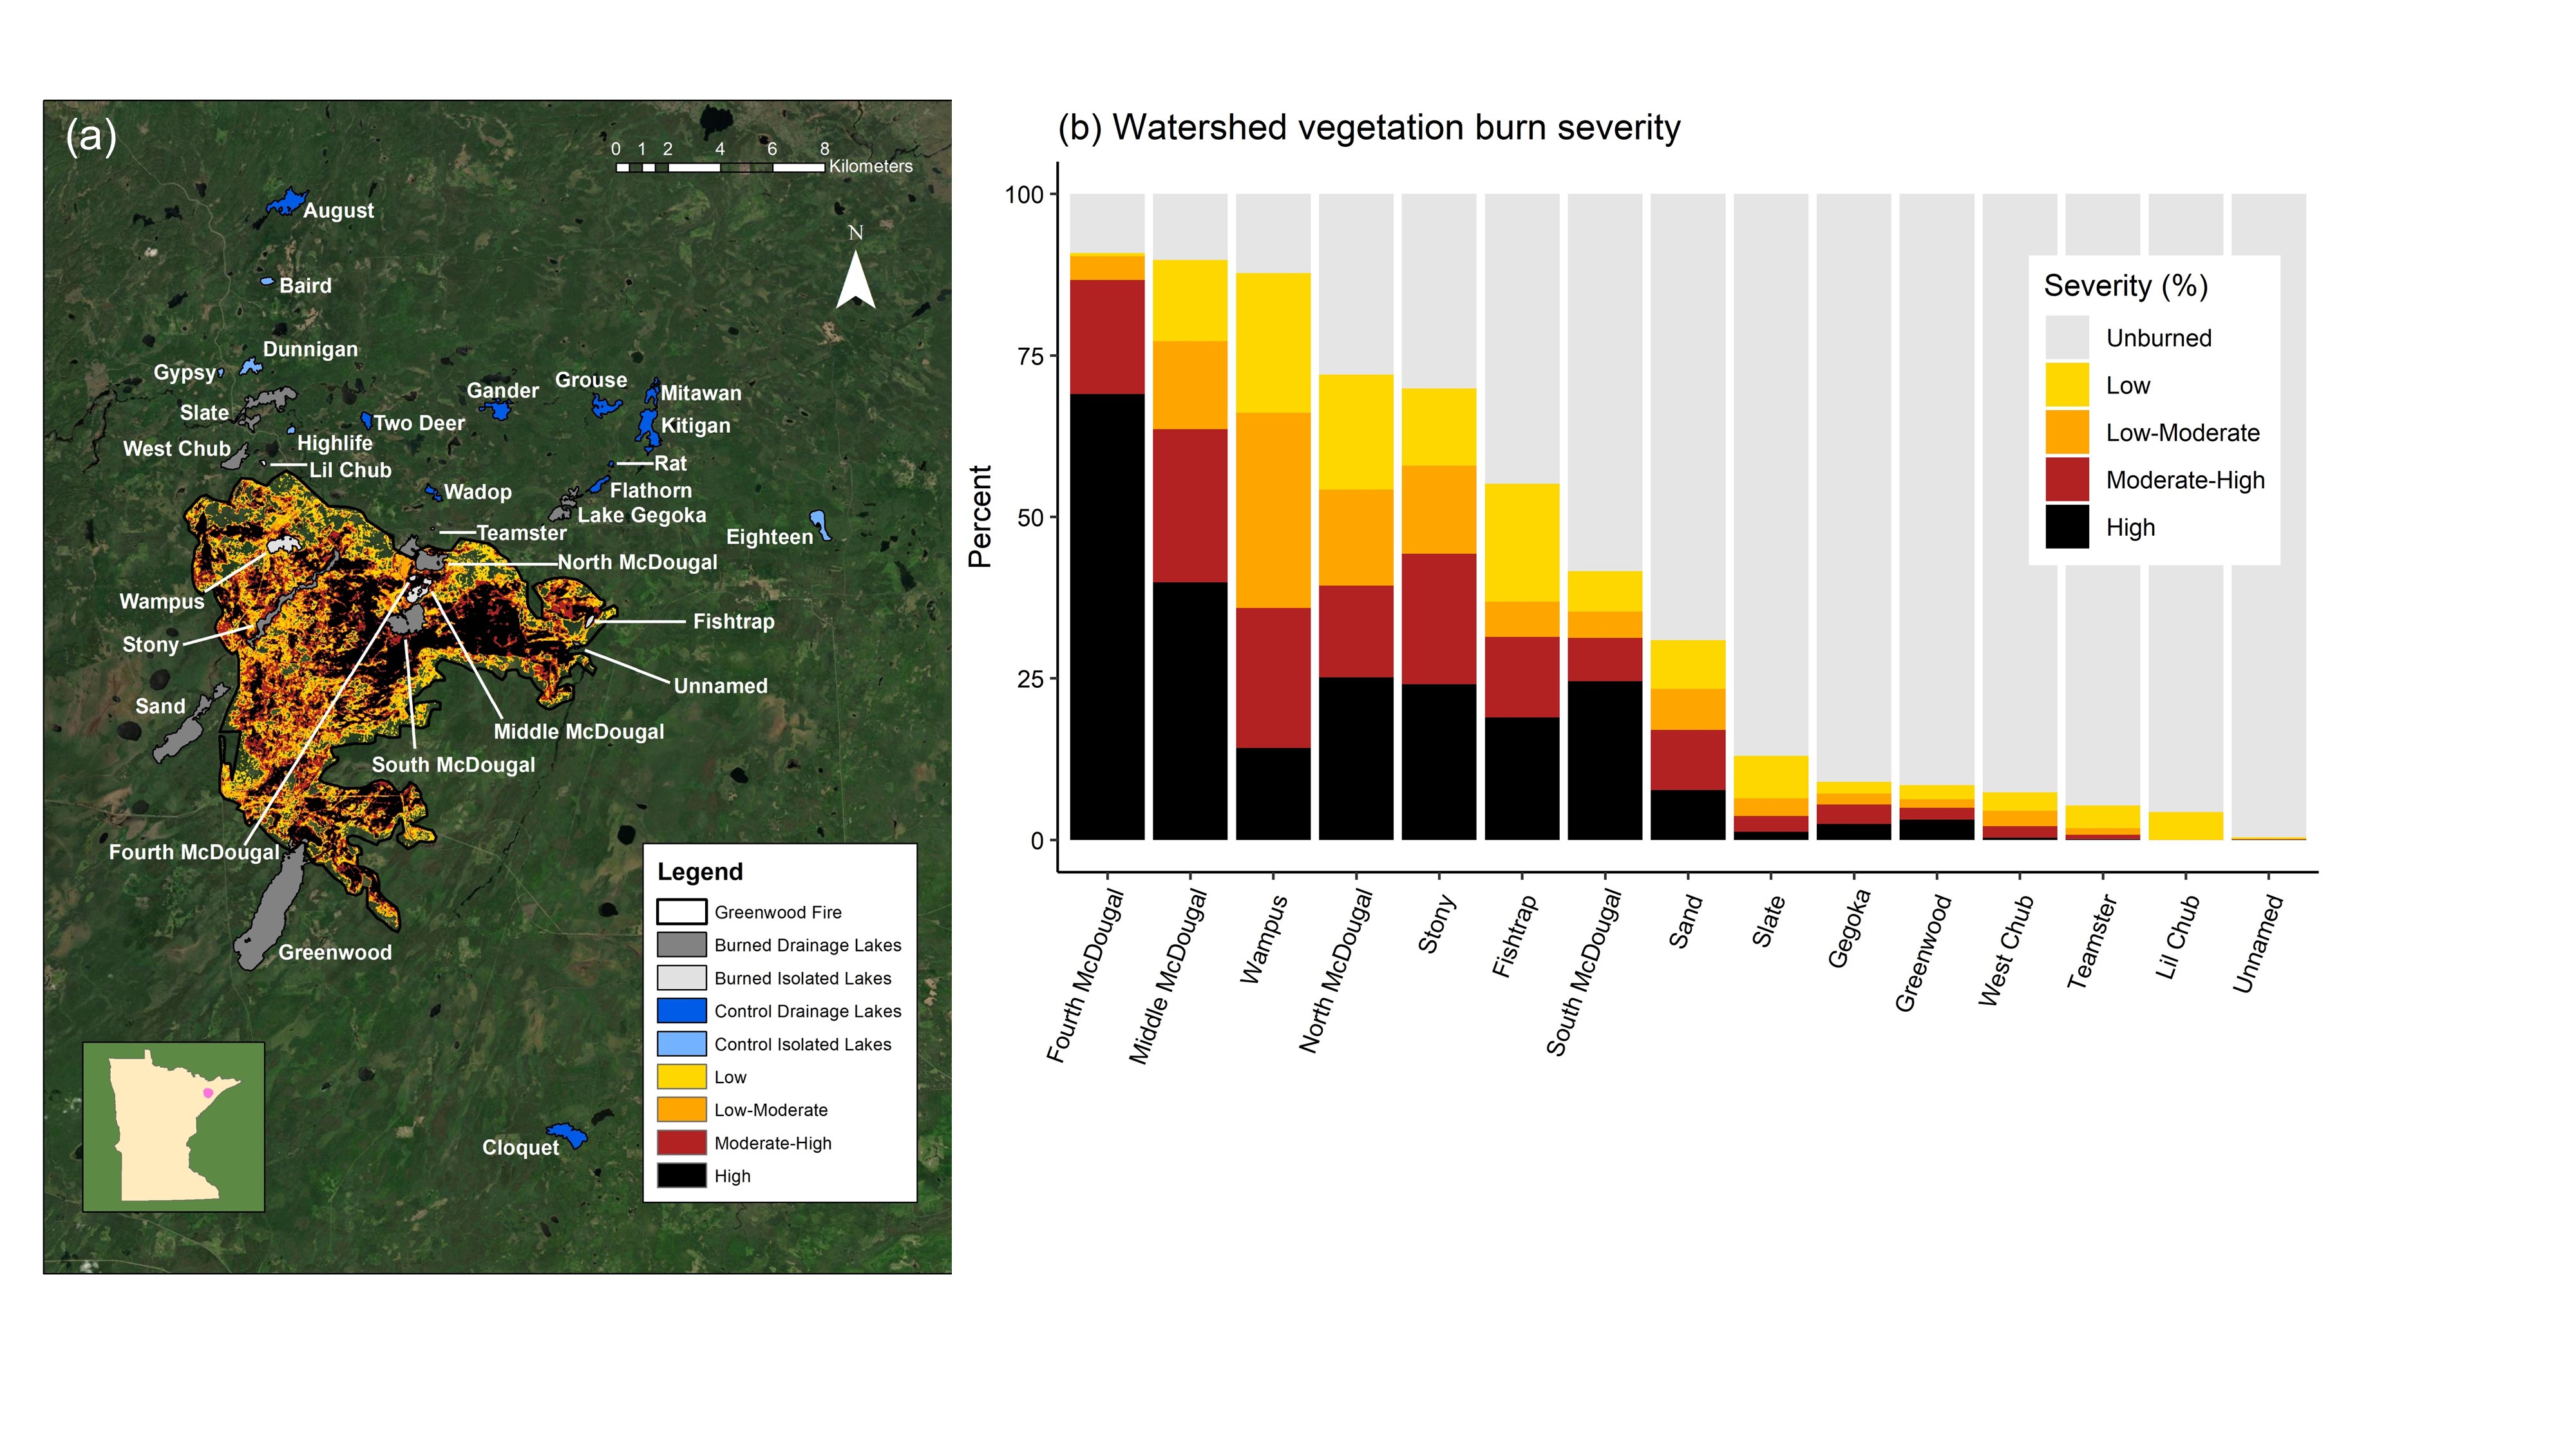 (a)
0 1 2 4 6 8
Kilometers
N
August
Baird
Dunnigan
Gypsy
Slate
Two Deer
Gander
Grouse
Mitawan
Kitigan
West Chub
Highlife
Lil Chub
Rat
Wadop
Flathorn
Lake Gegoka
Teamster
Eighteen
North McDougal
Wampus
Fishtrap
Stony
Unnamed
Sand
Middle McDougal
South McDougal
Fourth McDougal
Greenwood
Cloquet
Legend
Greenwood Fire
Burned Drainage Lakes
Burned Isolated Lakes
Control Drainage Lakes
Control Isolated Lakes
Low
Low-Moderate
Moderate-High
High
(b) Watershed vegetation burn severity
Percent
100
75
50
25
0
Severity (%)
Unburned
Low
Low-Moderate
Moderate-High
High
Fourth McDougal
Middle McDougal
Wampus
North McDougal
Stony
Fishtrap
South McDougal
Sand
Slate
Gegoka
Greenwood
West Chub
Teamster
Lil Chub
Unnamed